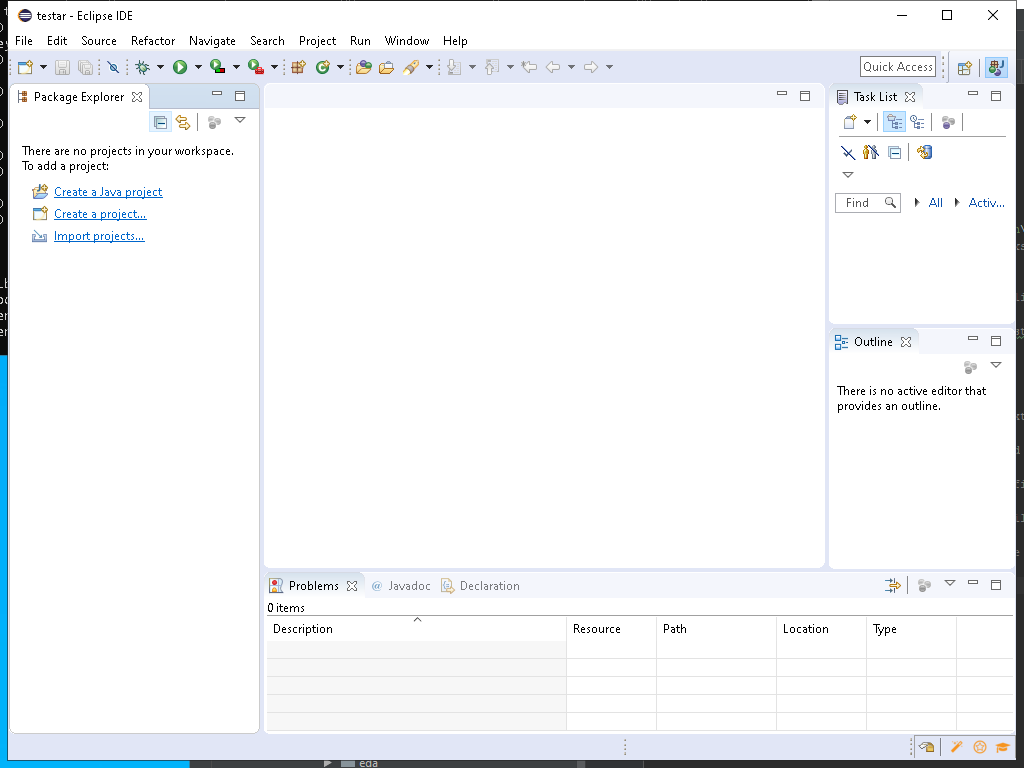 testar - Eclipse IDE
File Edit Source Refactor Navigate Search Project Run Window Help
Quick Access
Package Explorer
There are no projects in your workspace.
To add a project:
Create a Java project
Create a project...
Import projects...
Task List
Find All Activ...
Outline
There is no active editor that
provides an outline.
Problems @ Javadoc Declaration
0 items
Description Resource Path Location Type
eda